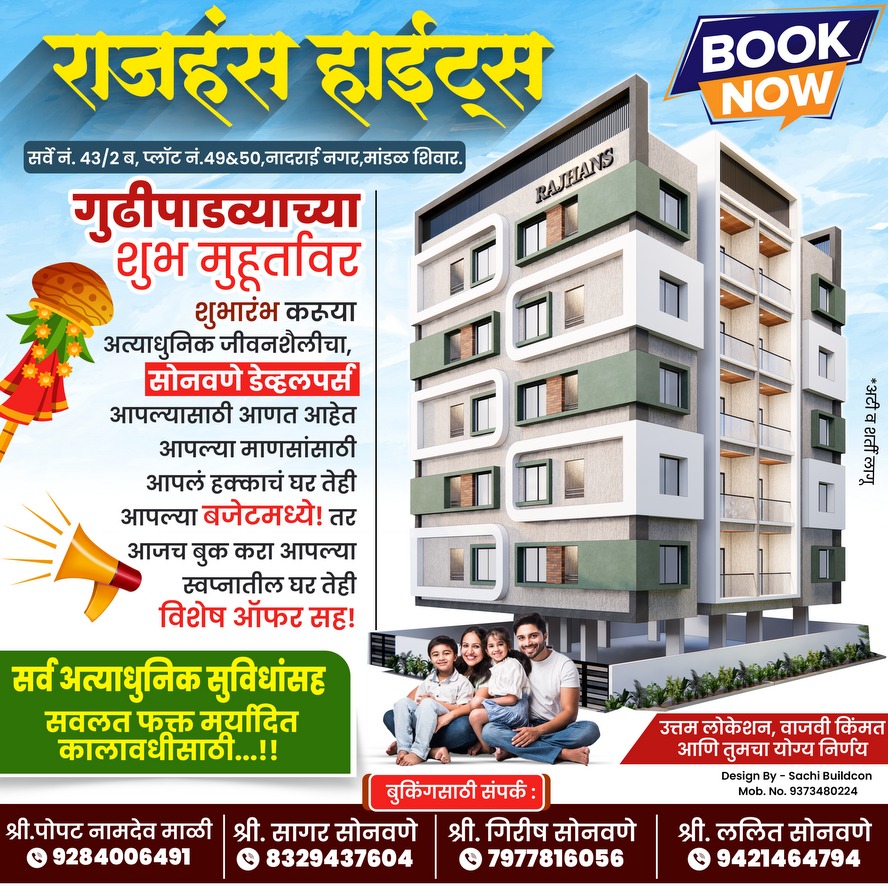 राजहंस हाईट्स
BOOK
NOW
सर्वे नं. 43/2 ब, प्लॉट नं.49&50,नादराई नगर,मांडळ शिवार.
RAJHANS
गुढीपाडव्याच्या
शुभ मुहूर्तावर
शुभारंभ करूया
अत्याधुनिक जीवनशैलीचा,
सोनवणे डेव्हलपर्स
आपल्यासाठी आणत आहेत
आपल्या माणसांसाठी
आपलं हक्काचं घर तेही
आपल्या बजेटमध्ये! तर
आजच बुक करा आपल्या
स्वप्नातील घर तेही
विशेष ऑफर सह!
*अटी व शर्ती लागू
सर्व अत्याधुनिक सुविधांसह
सवलत फक्त मर्यादित
कालावधीसाठी...!!
उत्तम लोकेशन, वाजवी किंमत
आणि तुमचा योग्य निर्णय
Design By - Sachi Buildcon
Mob. No. 9373480224
बुकिंगसाठी संपर्क :
श्री.पोपट नामदेव माळी
9284006491
श्री. सागर सोनवणे
8329437604
श्री. गिरीष सोनवणे
7977816056
श्री. ललित सोनवणे
9421464794